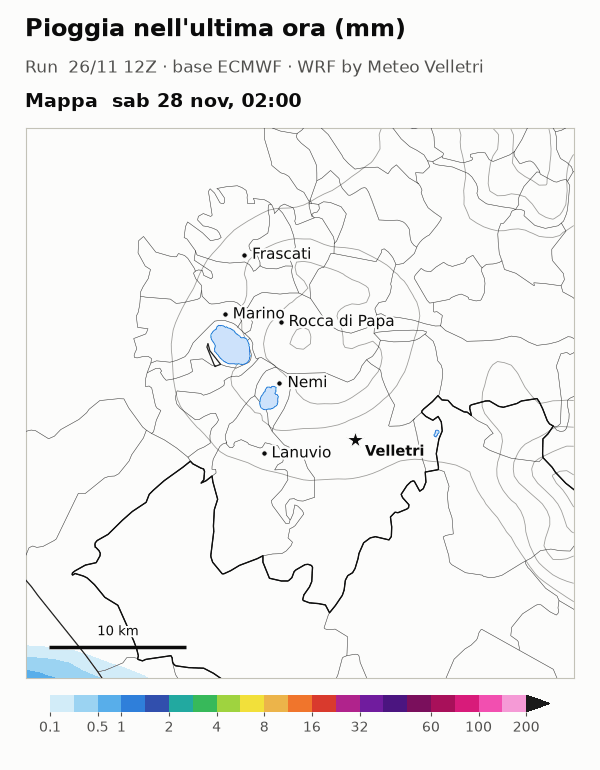 Pioggia nell'ultima ora (mm)
Run  26/11 12Z · base ECMWF · WRF by Meteo Velletri
Mappa  sab 28 nov, 02:00
Frascati
Marino
Rocca di Papa
Nemi
Velletri
Lanuvio
10 km
0.1 0.5 1 2 4 8 16 32 60 100 200